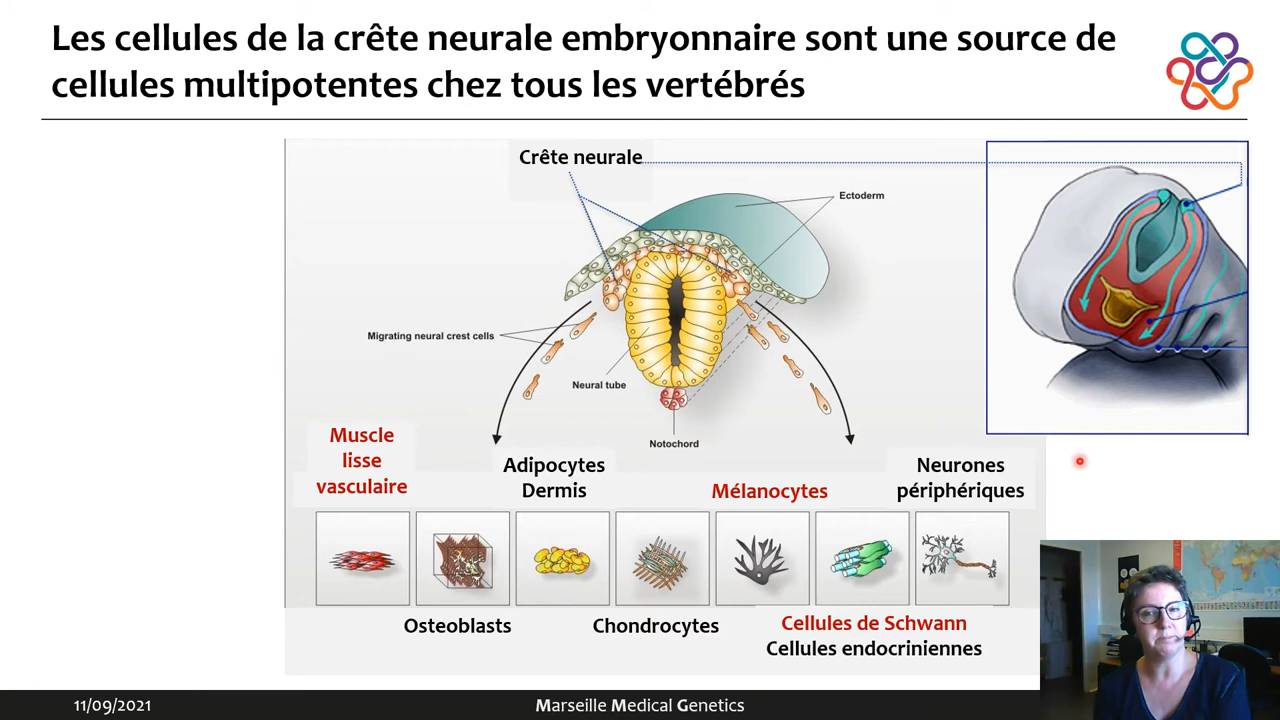 Les cellules de la crête neurale embryonnaire sont une source de
cellules multipotentes chez tous les vertébrés
Crête neurale
Ectoderm
Migrating neural crest cells
Neural tube
Notochord
Muscle
lisse
vasculaire
Adipocytes
Dermis
Mélanocytes
Neurones
périphériques
Osteoblasts
Chondrocytes
Cellules de Schwann
Cellules endocriniennes
11/09/2021
Marseille Medical Genetics